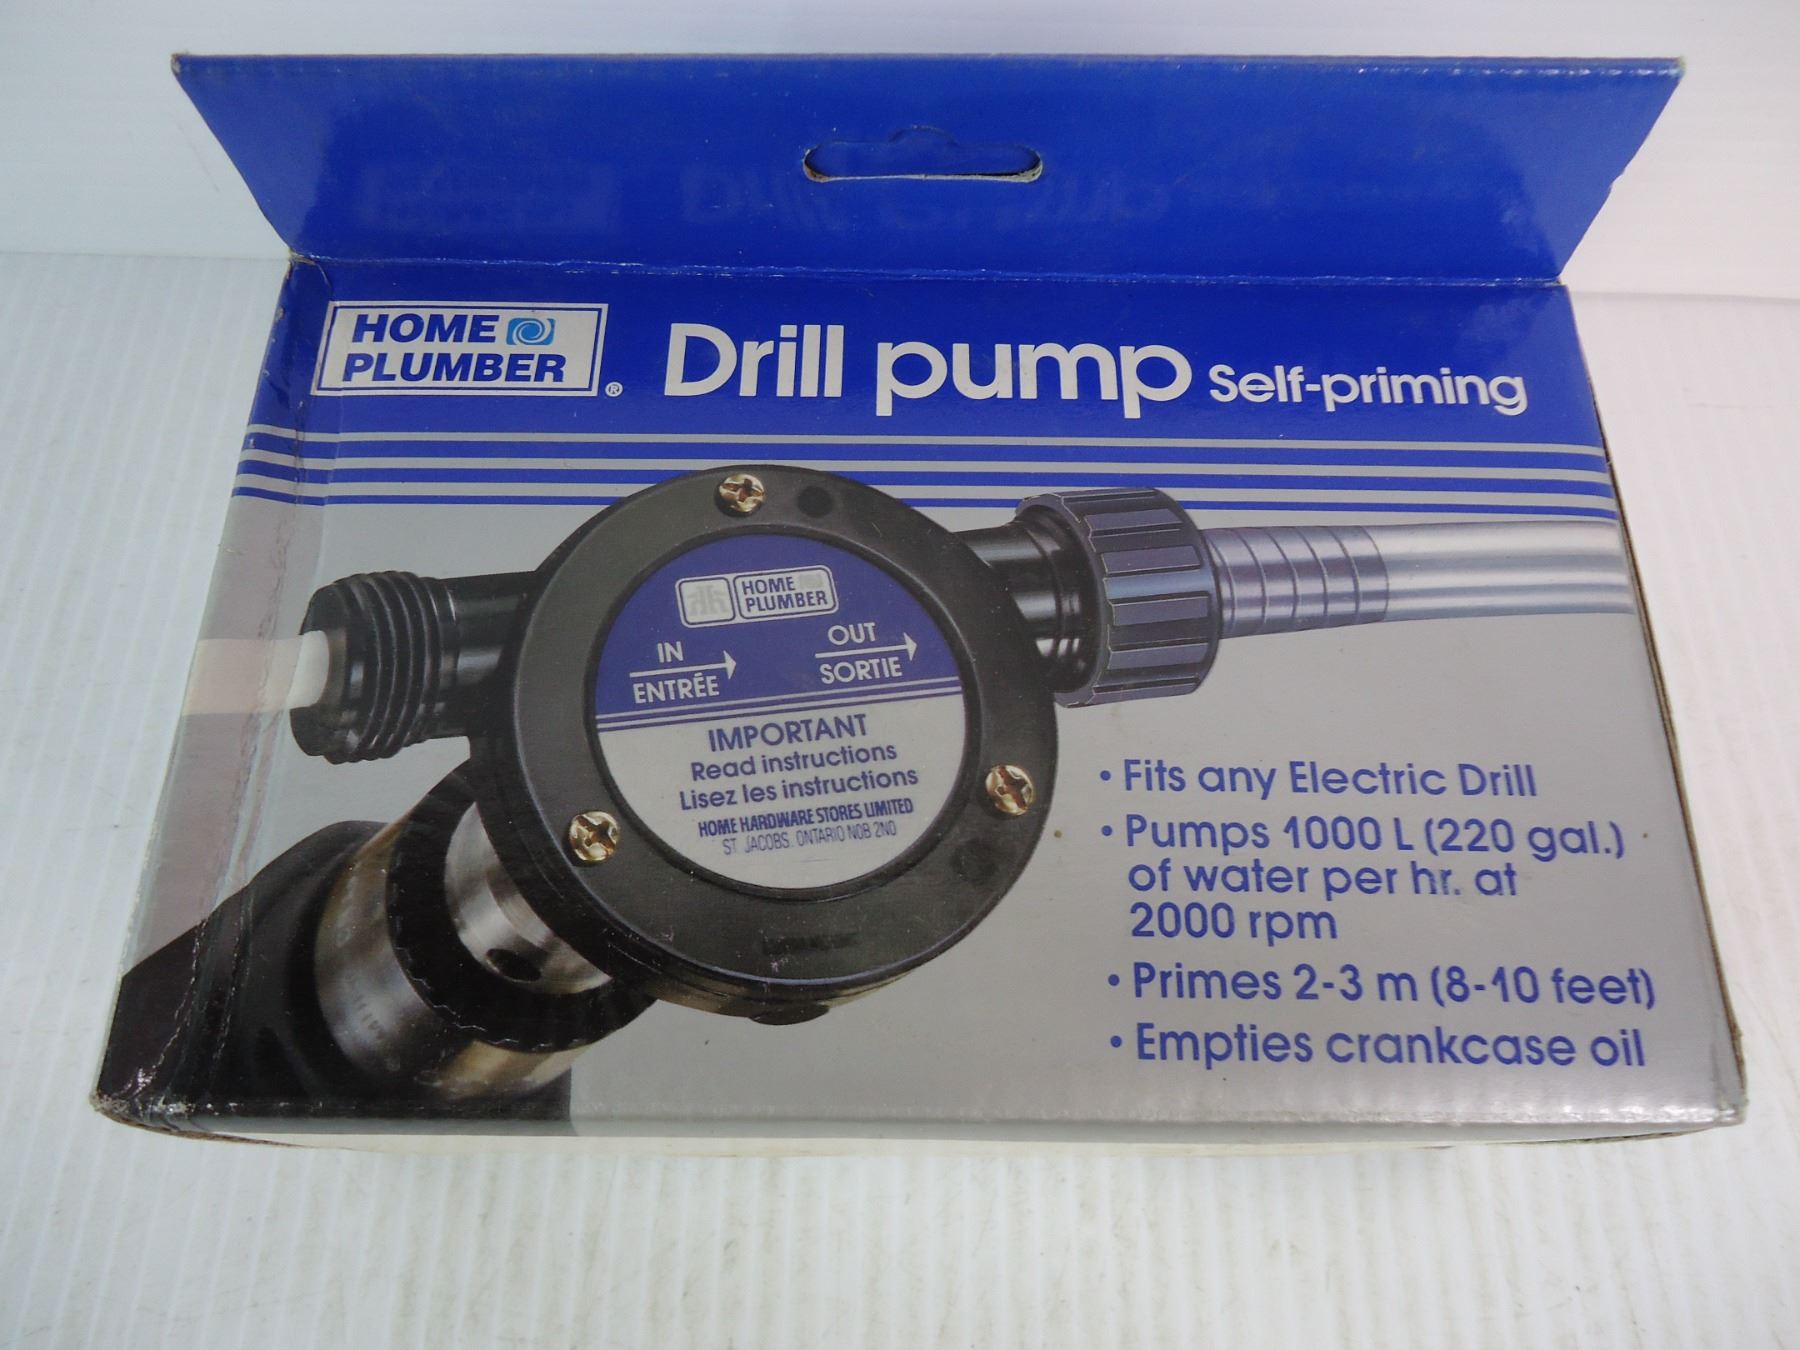 HOME
PLUMBER ®
Drill pump Self-priming
HOME
PLUMBER
IN
ENTRÉE
OUT
SORTIE
IMPORTANT
Read instructions
Lisez les instructions
HOME HARDWARE STORES LIMITED
ST. JACOBS, ONTARIO N0B 2N0
• Fits any Electric Drill
• Pumps 1000 L (220 gal.)
of water per hr. at
2000 rpm
• Primes 2-3 m (8-10 feet)
• Empties crankcase oil